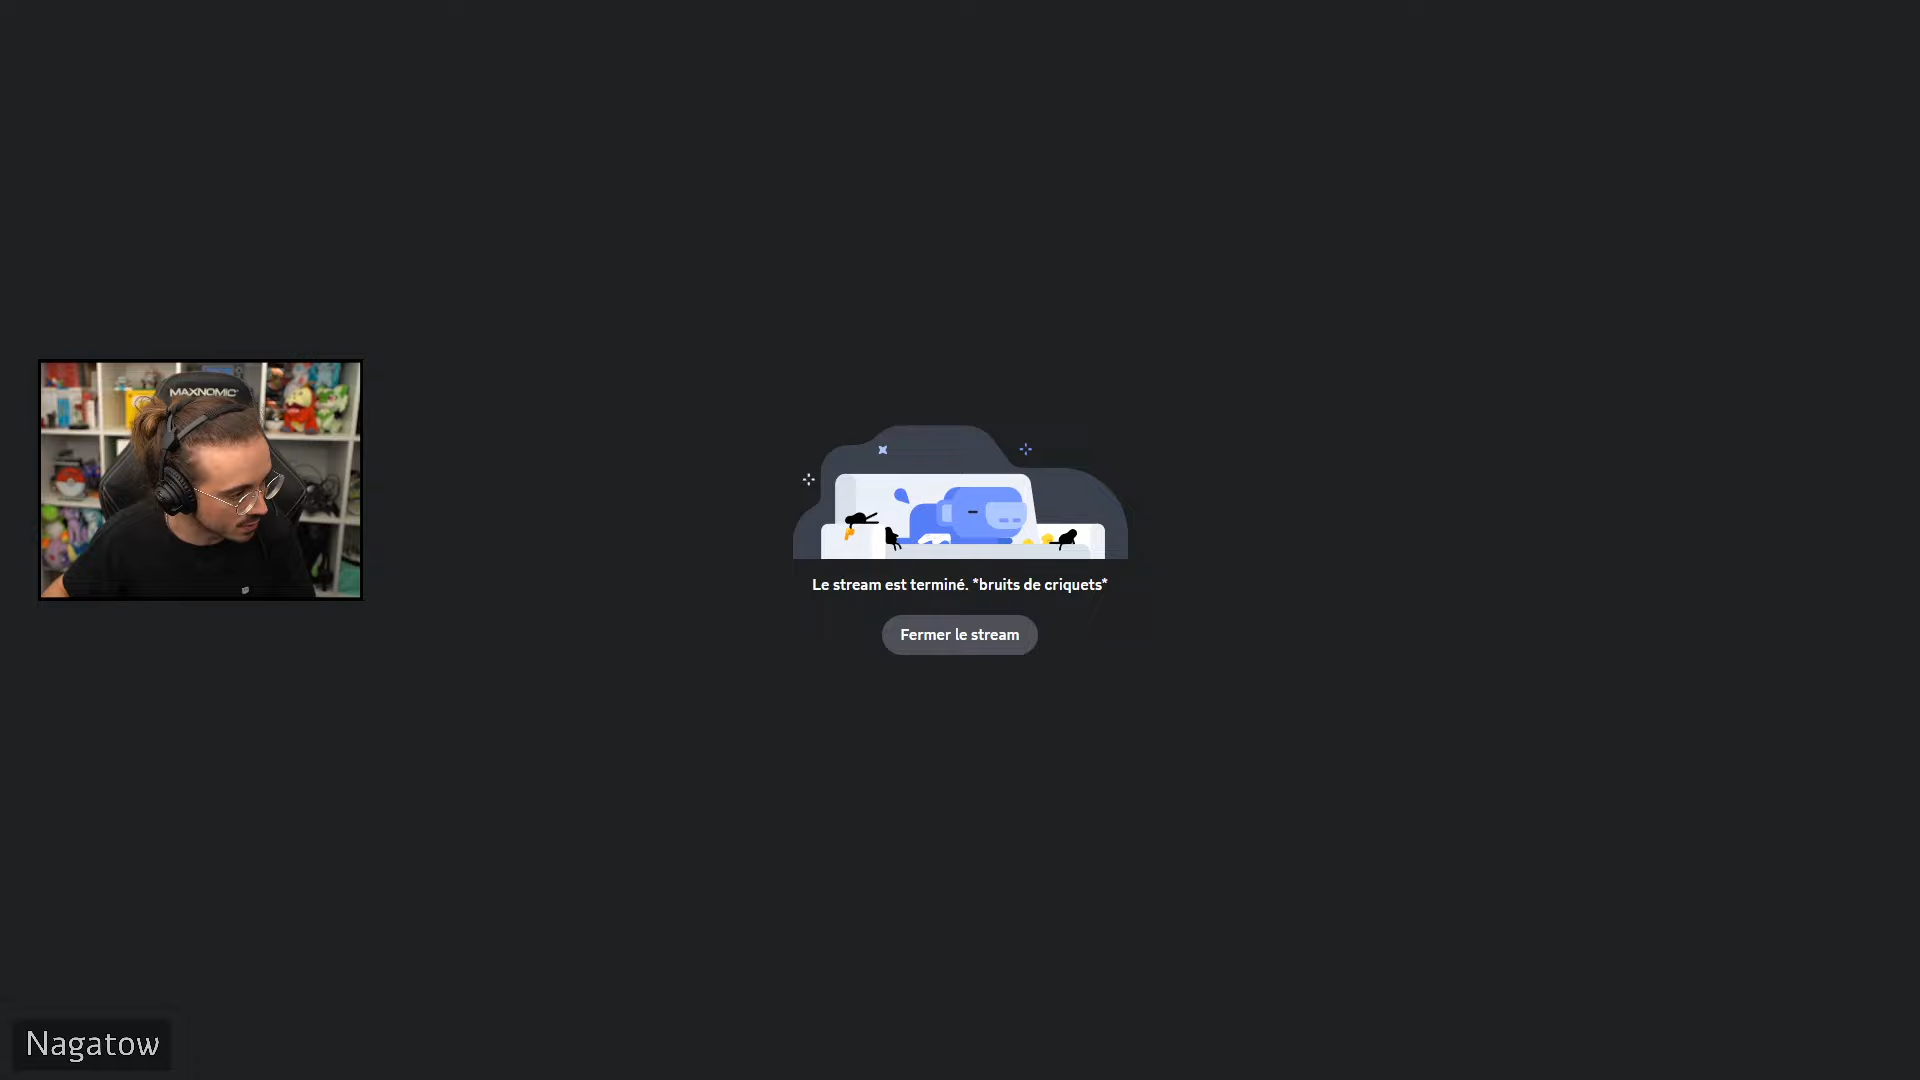 MAXNOMIC
Le stream est terminé. *bruits de criquets*
Fermer le stream
Nagatow